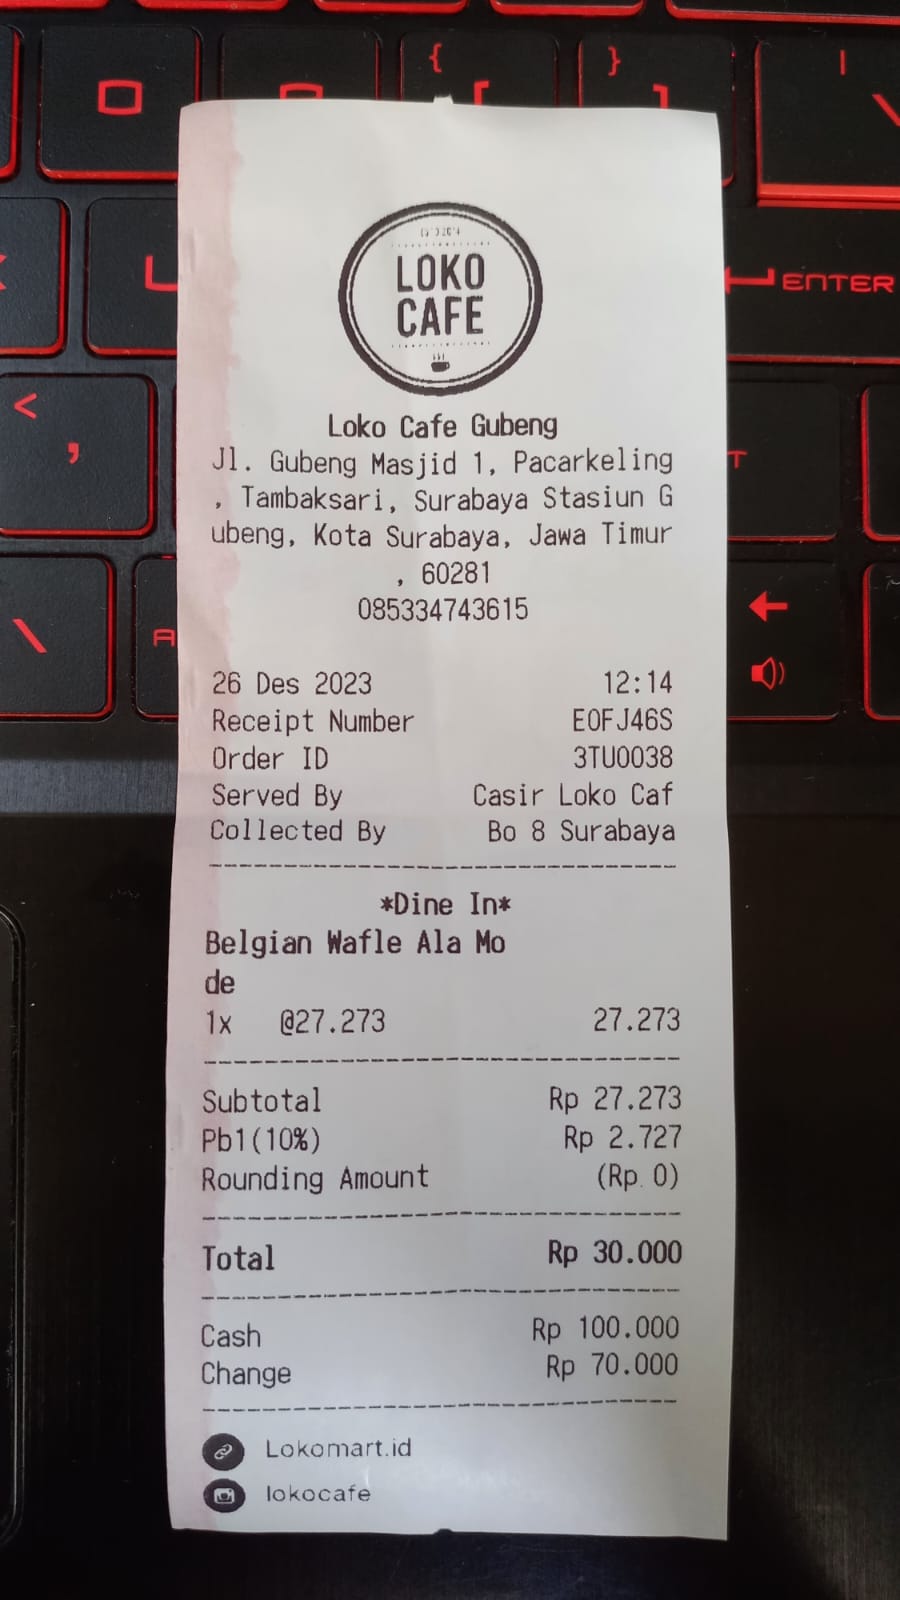 LOKO
CAFE
Loko Cafe Gubeng
Jl. Gubeng Masjid 1, Pacarkeling
, Tambaksari, Surabaya Stasiun G
ubeng, Kota Surabaya, Jawa Timur
, 60281
085334743615
26 Des 2023 12:14
Receipt Number E0FJ46S
Order ID 3TU0038
Served By Casir Loko Caf
Collected By Bo 8 Surabaya
*Dine In*
Belgian Wafle Ala Mo
de
1x @27.273 27.273
Subtotal Rp 27.273
Pb1(10%) Rp 2.727
Rounding Amount (Rp. 0)
Total Rp 30.000
Cash Rp 100.000
Change Rp 70.000
Lokomart.id
lokocafe
ENTER